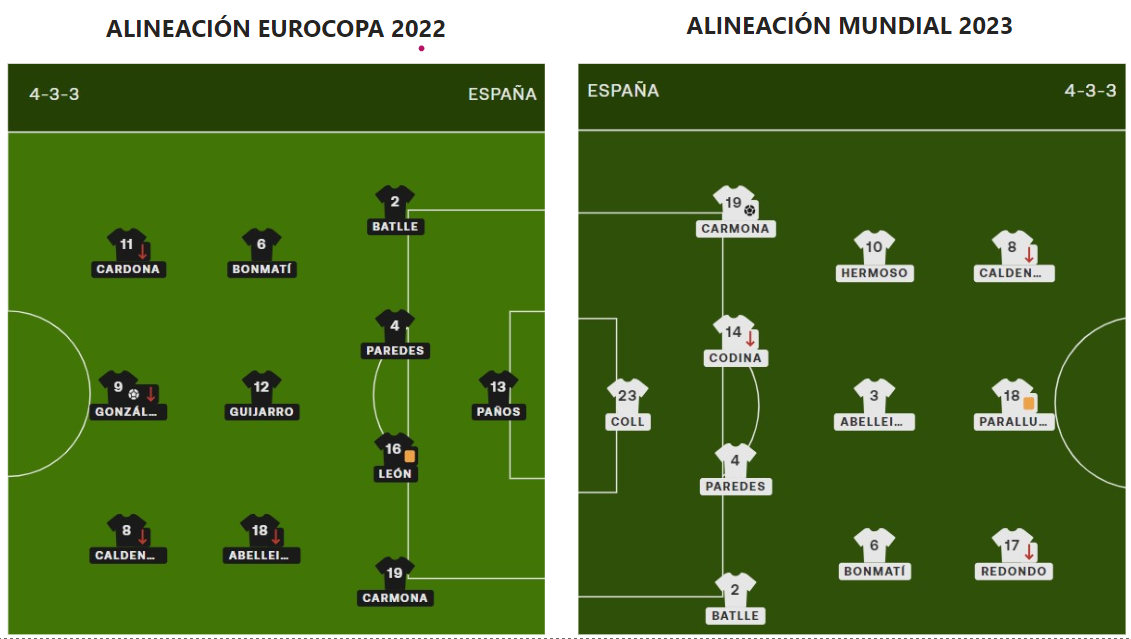 ALINEACIÓN EUROCOPA 2022
4-3-3
ESPAÑA
2
BATLLE
11
CARDONA
6
BONMATÍ
4
PAREDES
9
GONZÁL...
12
GUIJARRO
13
PAÑOS
16
LEÓN
8
CALDEN...
18
ABELLEI...
19
CARMONA
ALINEACIÓN MUNDIAL 2023
ESPAÑA
4-3-3
19
CARMONA
10
HERMOSO
8
CALDEN...
14
CODINA
23
COLL
3
ABELLEI...
18
PARALLU...
4
PAREDES
6
BONMATÍ
17
REDONDO
2
BATLLE